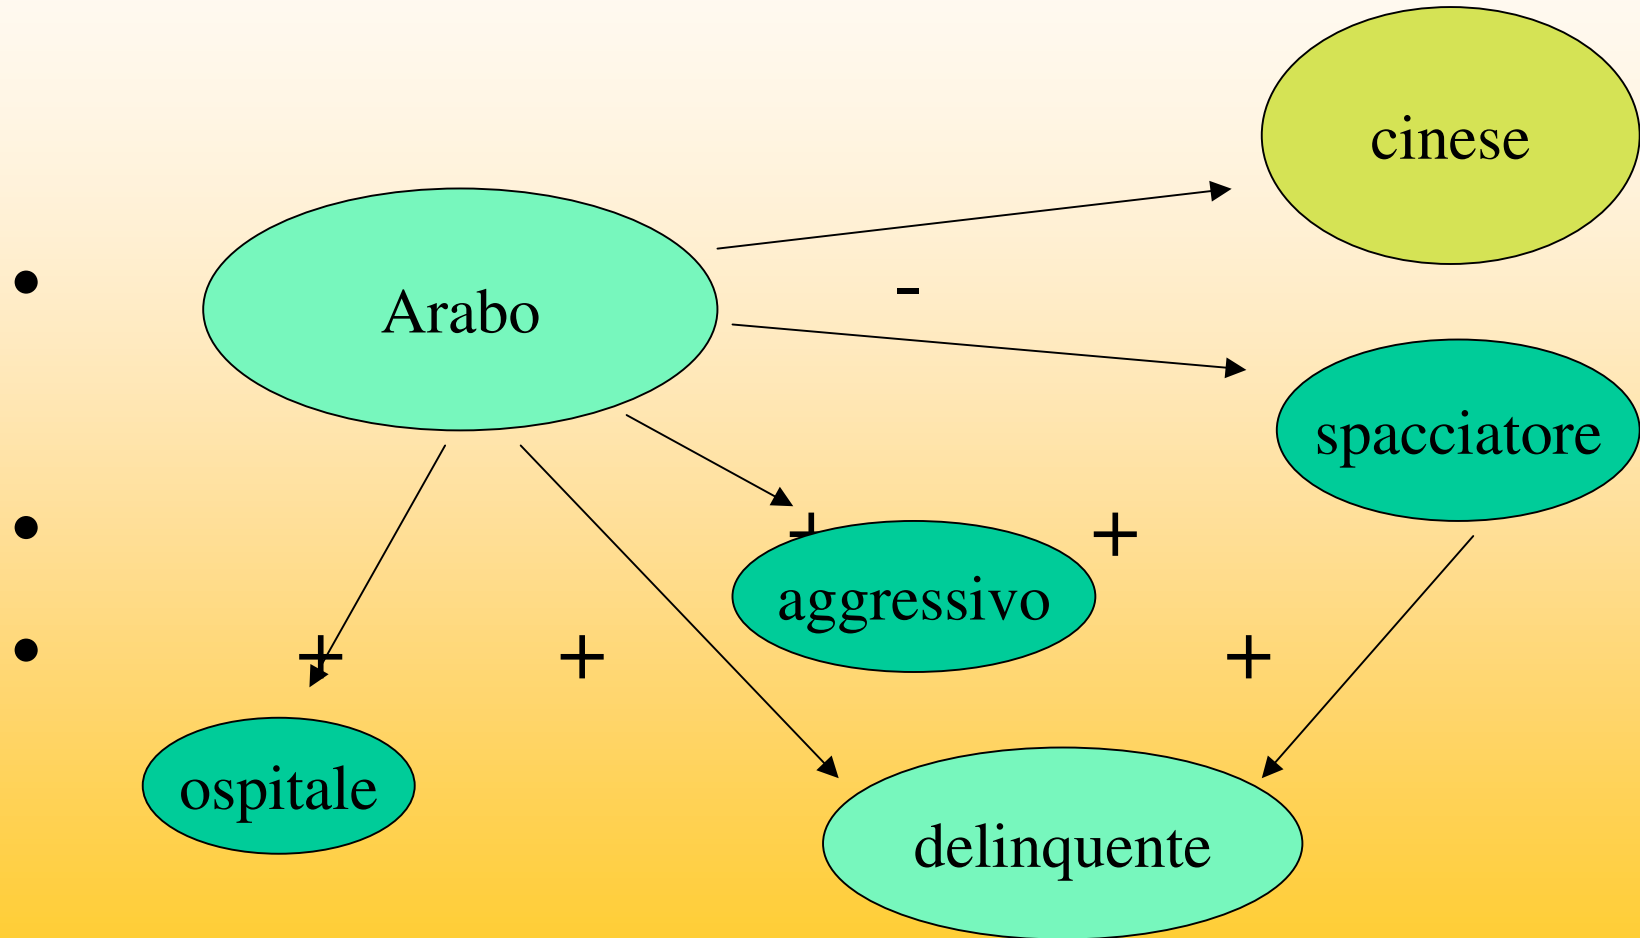 cinese
• Arabo -
spacciatore
• + +
aggressivo
• + + +
ospitale
delinquente